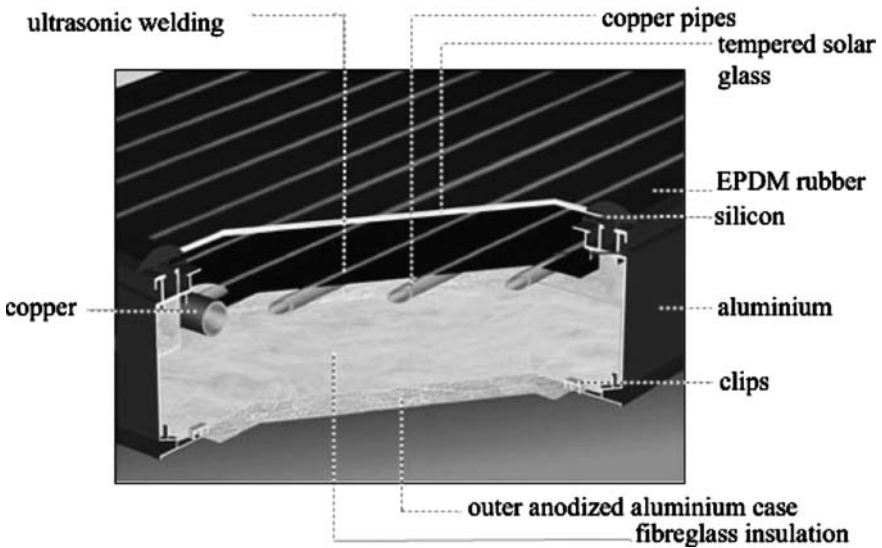 ultrasonic welding
copper pipes
tempered solar
glass
EPDM rubber
silicon
copper
aluminium
clips
outer anodized aluminium case
fibreglass insulation